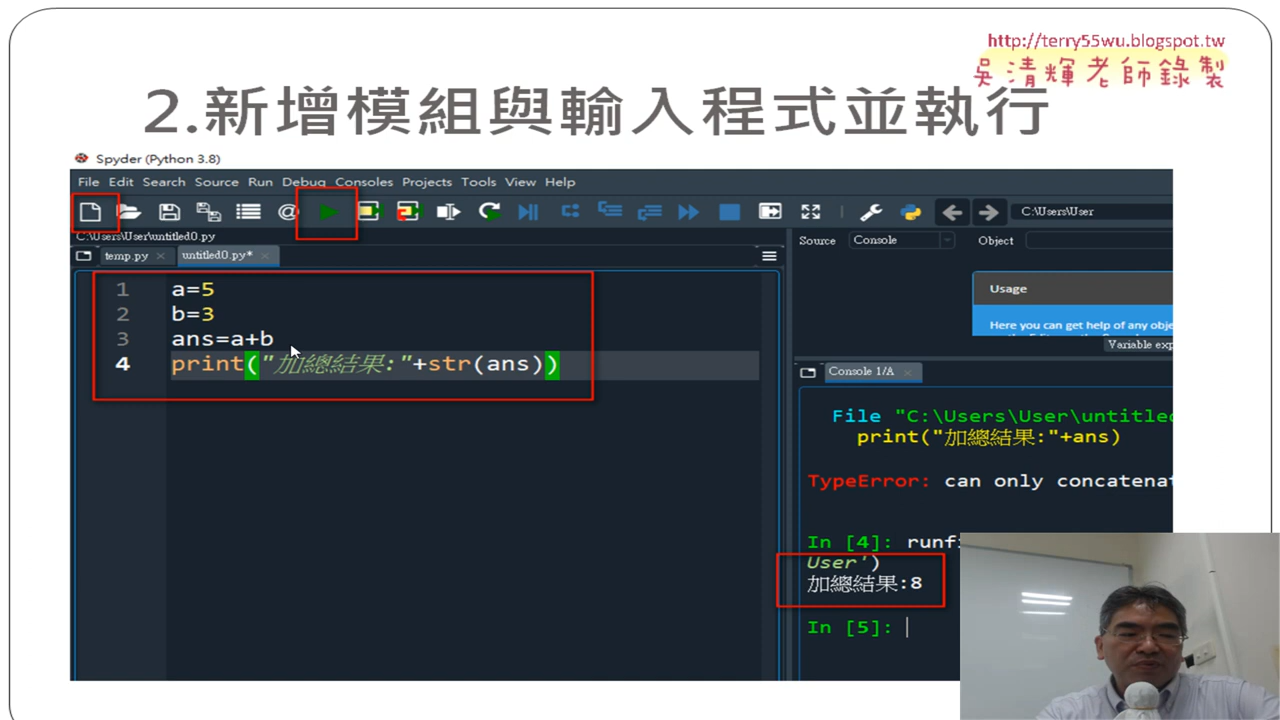 http://terry55wu.blogspot.tw
吳清輝老師錄製
2.新增模組與輸入程式並執行
Spyder (Python 3.8)
File Edit Search Source Run Debug Consoles Projects Tools View Help
C:\Users\User
C:\Users\User\untitled0.py
temp.py untitled0.py*
Source Console Object
1 a=5
2 b=3
3 ans=a+b
4 print("加總結果:"+str(ans))
Usage
Here you can get help of any obje
Variable exp
Console 1/A
File "C:\Users\User\untitled
print("加總結果:"+ans)
TypeError: can only concatenat
In [4]: runfi
User')
加總結果:8
In [5]: